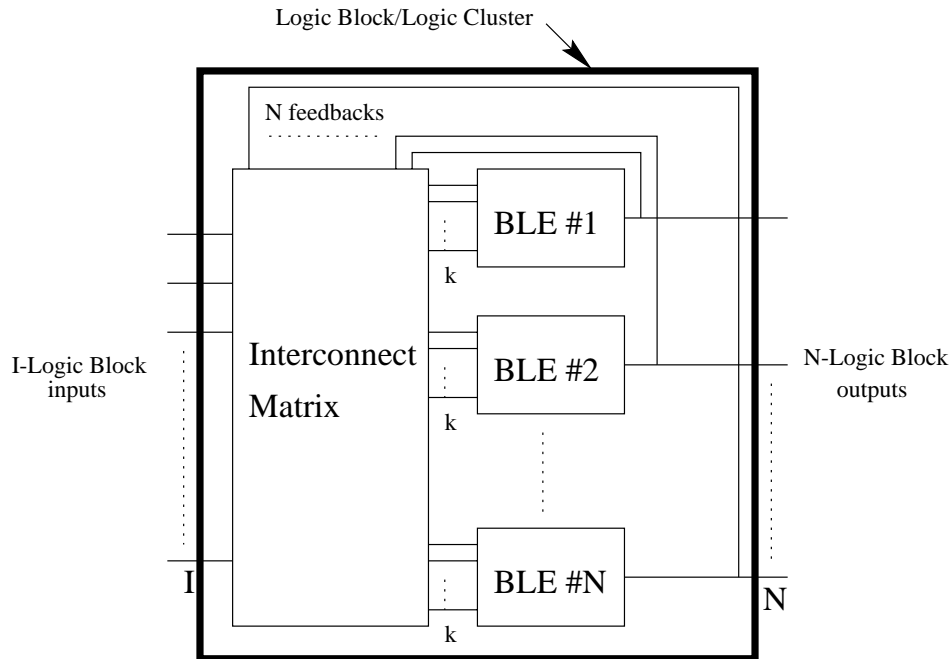 Logic Block/Logic Cluster
N feedbacks
BLE #1
k
I-Logic Block
inputs
Interconnect
Matrix
BLE #2
k
N-Logic Block
outputs
I
BLE #N
N
k